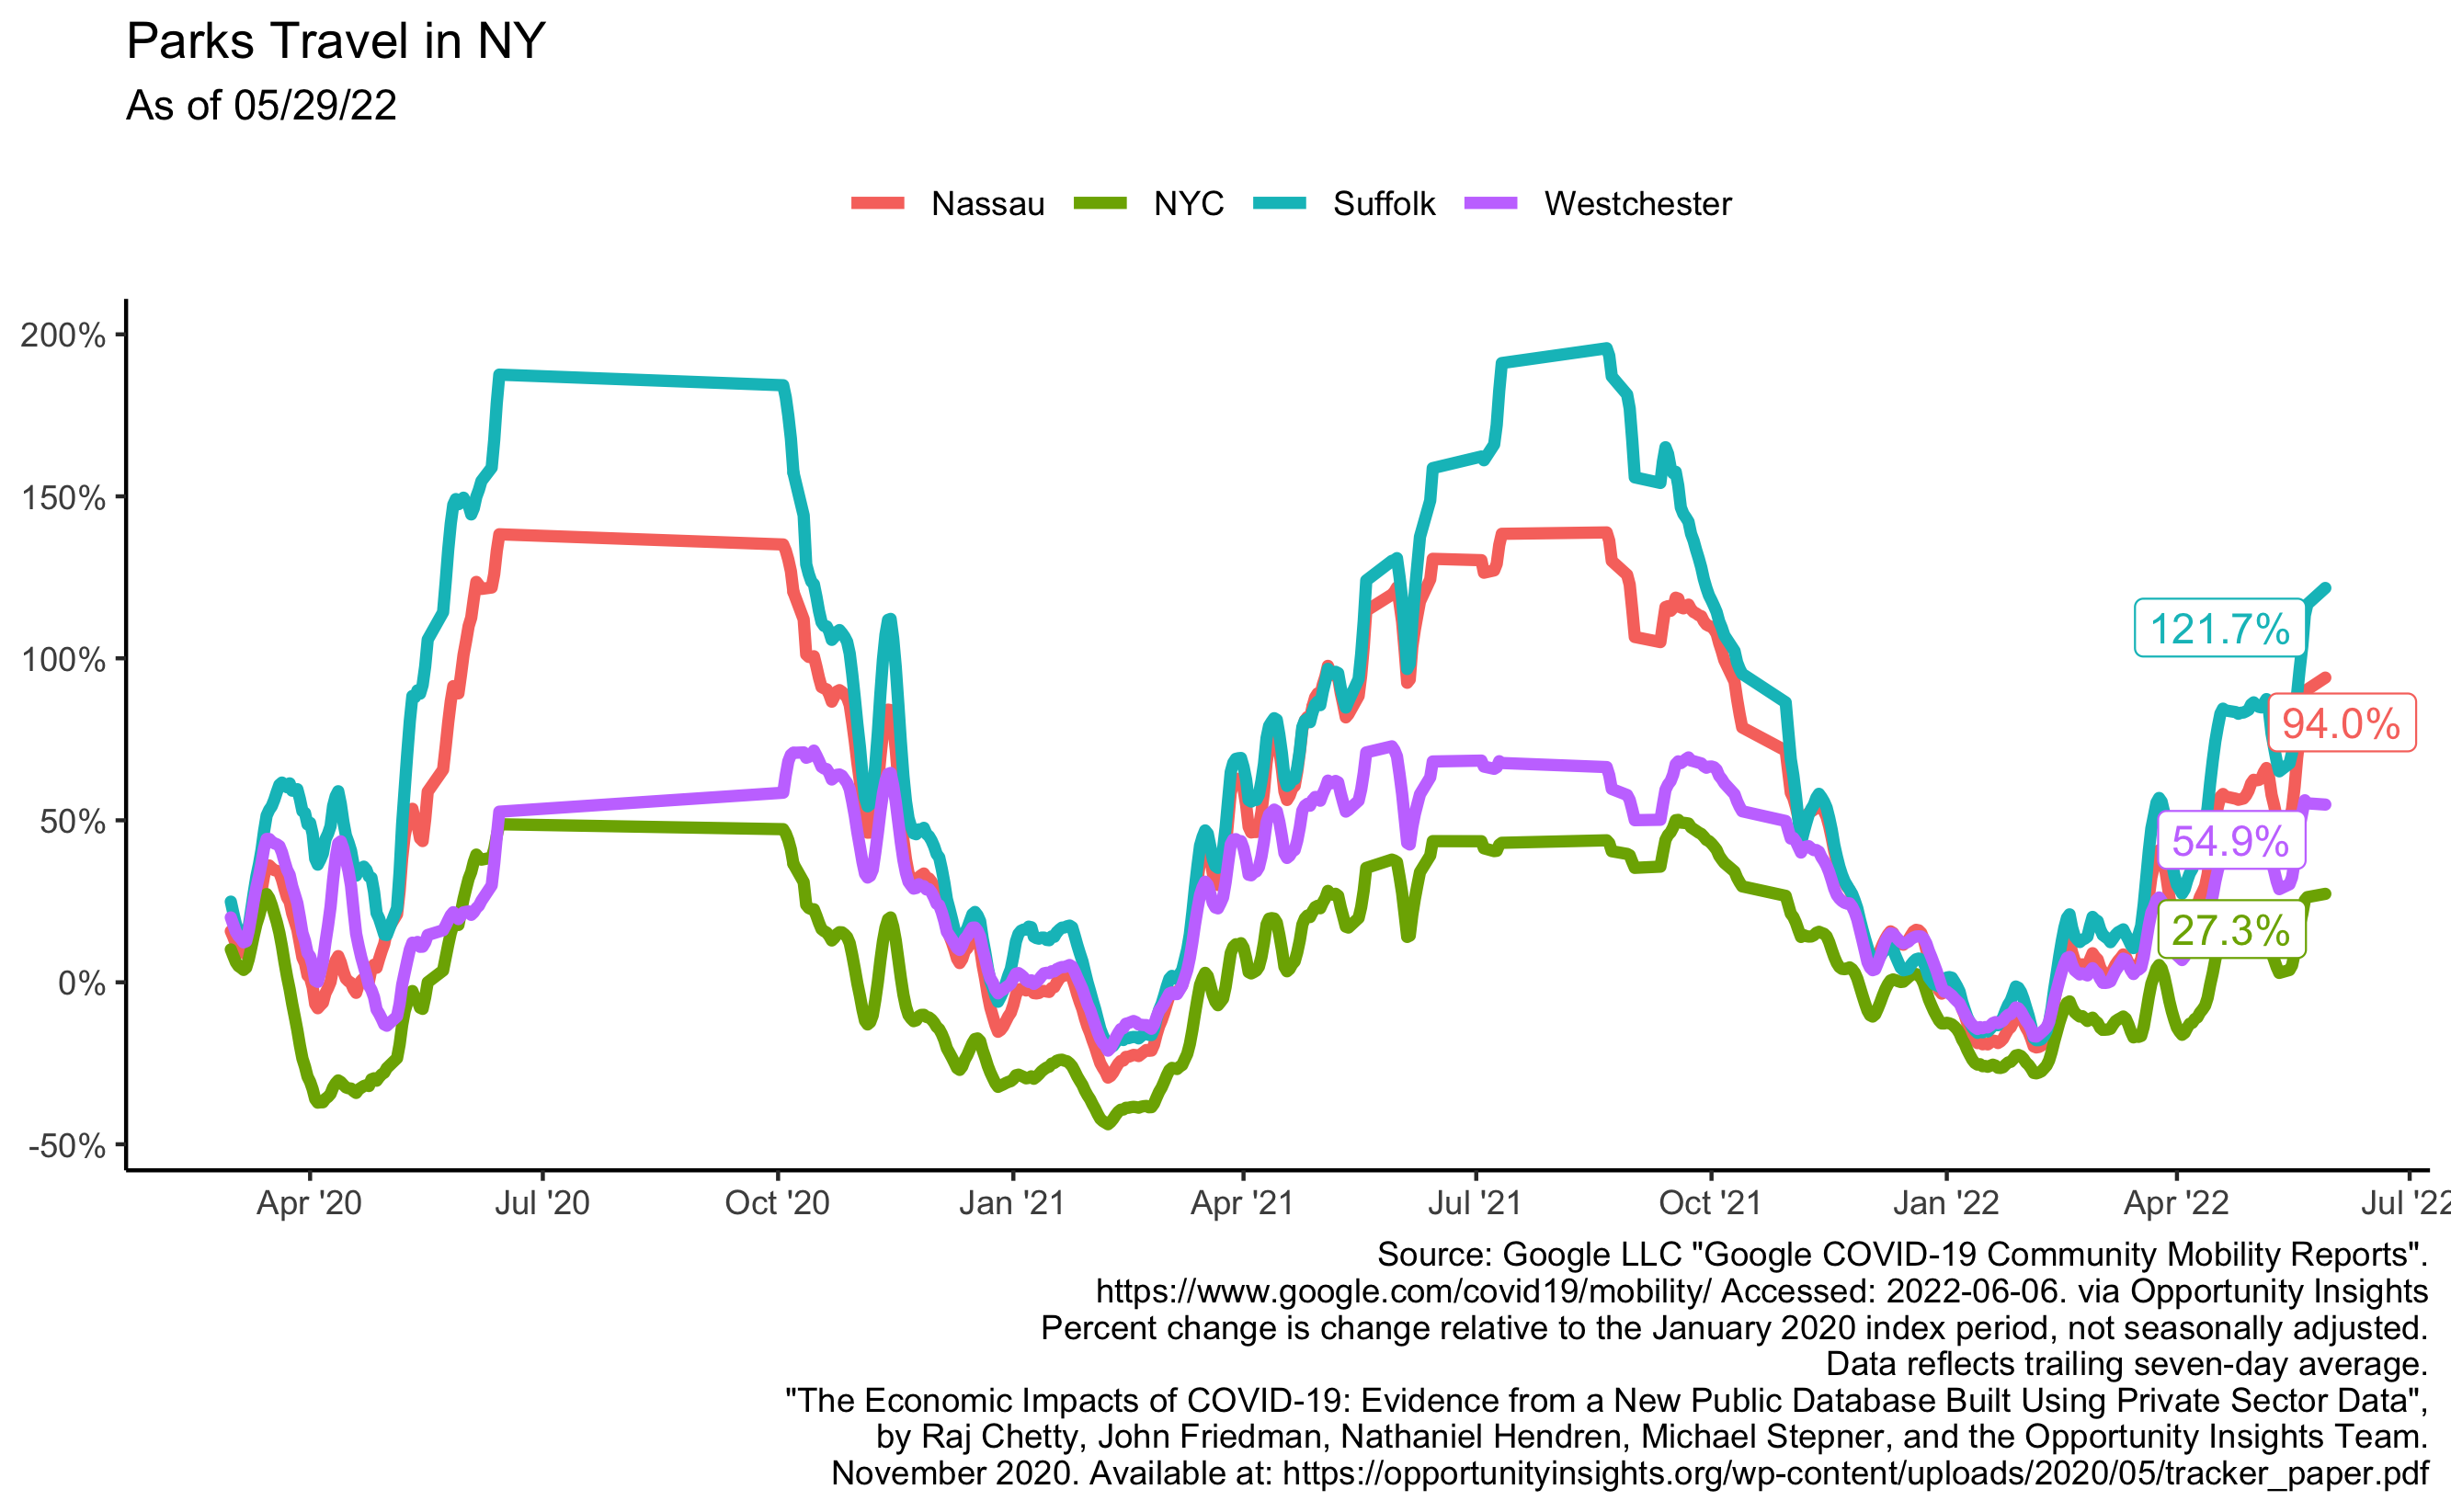 Parks Travel in NY
As of 05/29/22
Nassau NYC Suffolk Westchester
200%
150%
100%
50%
0%
-50%
121.7%
94.0%
54.9%
27.3%
Apr '20 Jul '20 Oct '20 Jan '21 Apr '21 Jul '21 Oct '21 Jan '22 Apr '22 Jul '22
Source: Google LLC "Google COVID-19 Community Mobility Reports".
https://www.google.com/covid19/mobility/ Accessed: 2022-06-06. via Opportunity Insights
Percent change is change relative to the January 2020 index period, not seasonally adjusted.
Data reflects trailing seven-day average.
"The Economic Impacts of COVID-19: Evidence from a New Public Database Built Using Private Sector Data",
by Raj Chetty, John Friedman, Nathaniel Hendren, Michael Stepner, and the Opportunity Insights Team.
November 2020. Available at: https://opportunityinsights.org/wp-content/uploads/2020/05/tracker_paper.pdf